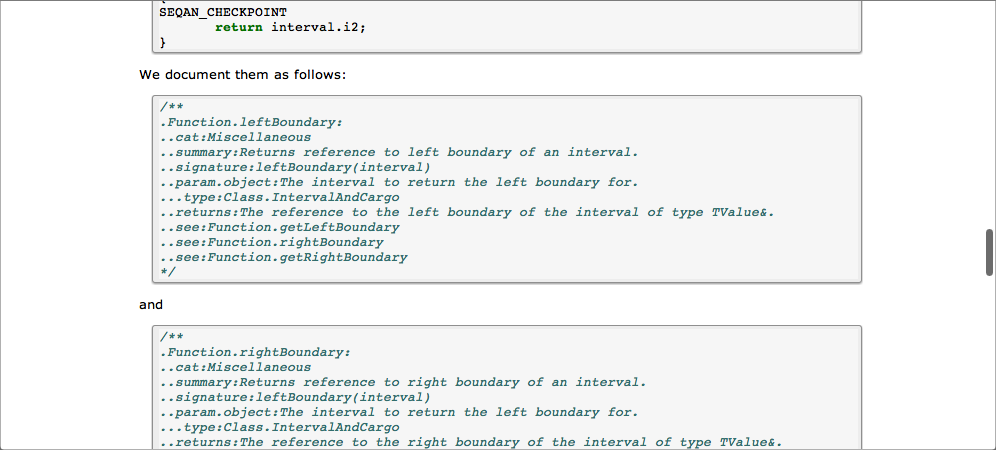 SEQAN_CHECKPOINT
return interval.i2;
}
We document them as follows:
/**
.Function.leftBoundary:
..cat:Miscellaneous
..summary:Returns reference to left boundary of an interval.
..signature:leftBoundary(interval)
..param.object:The interval to return the left boundary for.
...type:Class.IntervalAndCargo
..returns:The reference to the left boundary of the interval of type TValue&.
..see:Function.getLeftBoundary
..see:Function.rightBoundary
..see:Function.getRightBoundary
*/
and
/**
.Function.rightBoundary:
..cat:Miscellaneous
..summary:Returns reference to right boundary of an interval.
..signature:leftBoundary(interval)
..param.object:The interval to return the left boundary for.
...type:Class.IntervalAndCargo
..returns:The reference to the right boundary of the interval of type TValue&.